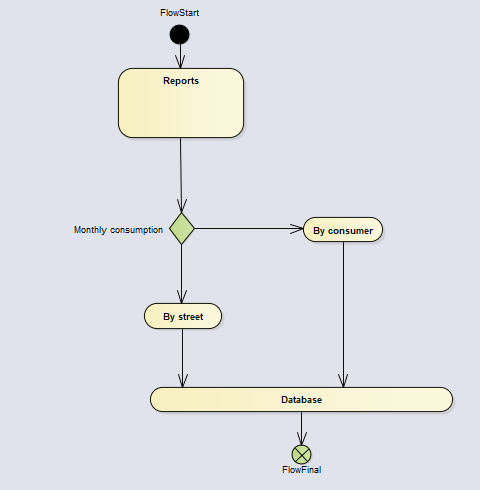 FlowStart
Reports
Monthly consumption
By consumer
By street
Database
FlowFinal